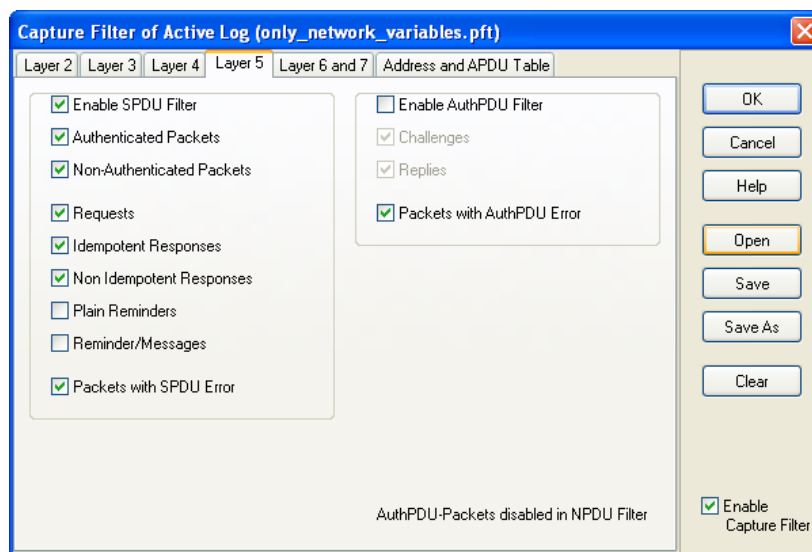 Capture Filter of Active Log (only_network_variables.pft)
Layer 2 Layer 3 Layer 4 Layer 5 Layer 6 and 7 Address and APDU Table
Enable SPDU Filter
Authenticated Packets
Non-Authenticated Packets
Requests
Idempotent Responses
Non Idempotent Responses
Plain Reminders
Reminder/Messages
Packets with SPDU Error
Enable AuthPDU Filter
Challenges
Replies
Packets with AuthPDU Error
AuthPDU-Packets disabled in NPDU Filter
OK
Cancel
Help
Open
Save
Save As
Clear
Enable
Capture Filter